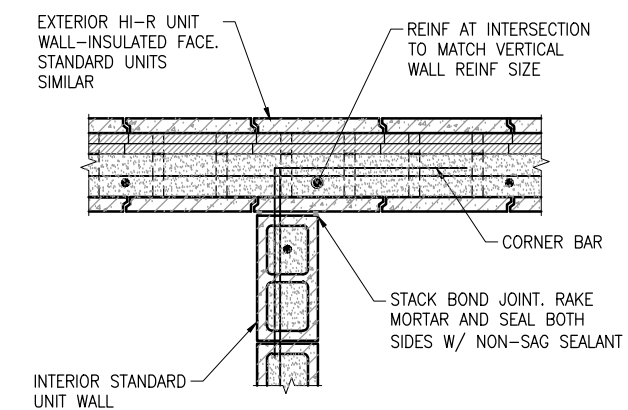 EXTERIOR HI-R UNIT
WALL-INSULATED FACE.
STANDARD UNITS
SIMILAR
REINF AT INTERSECTION
TO MATCH VERTICAL
WALL REINF SIZE
CORNER BAR
STACK BOND JOINT. RAKE
MORTAR AND SEAL BOTH
SIDES W/ NON-SAG SEALANT
INTERIOR STANDARD
UNIT WALL